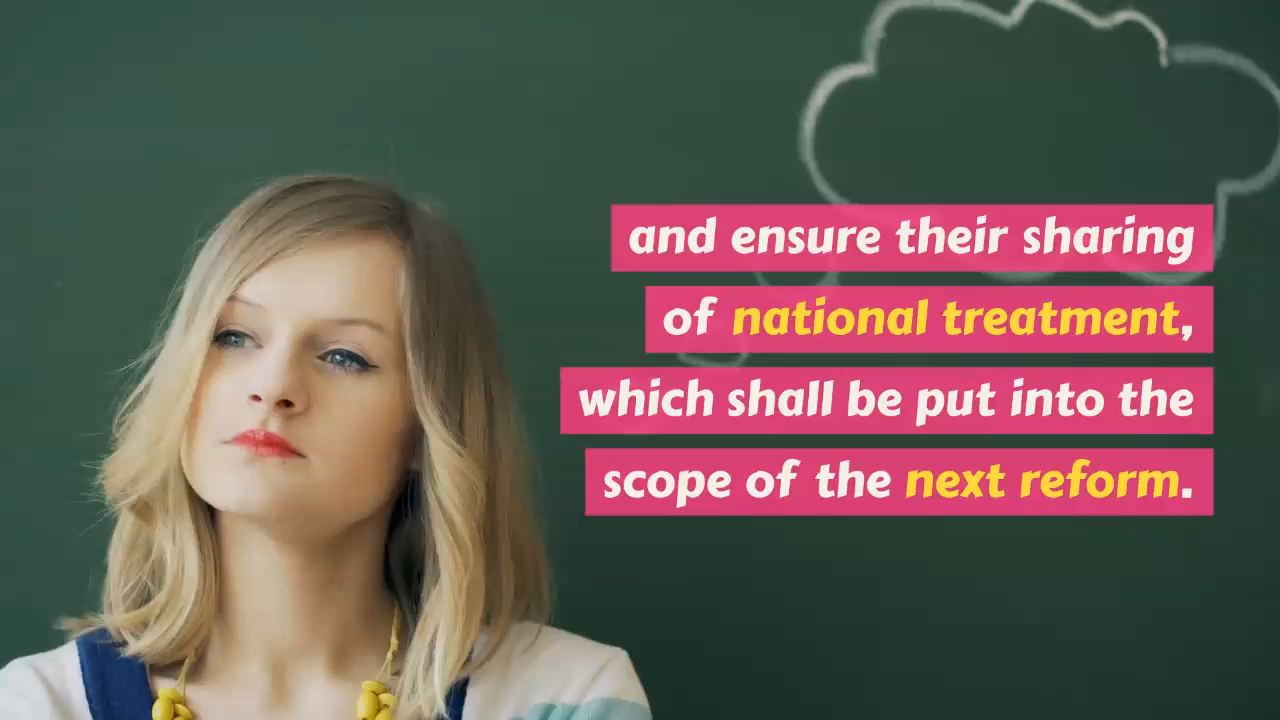 and ensure their sharing
of national treatment,
which shall be put into the
scope of the next reform.